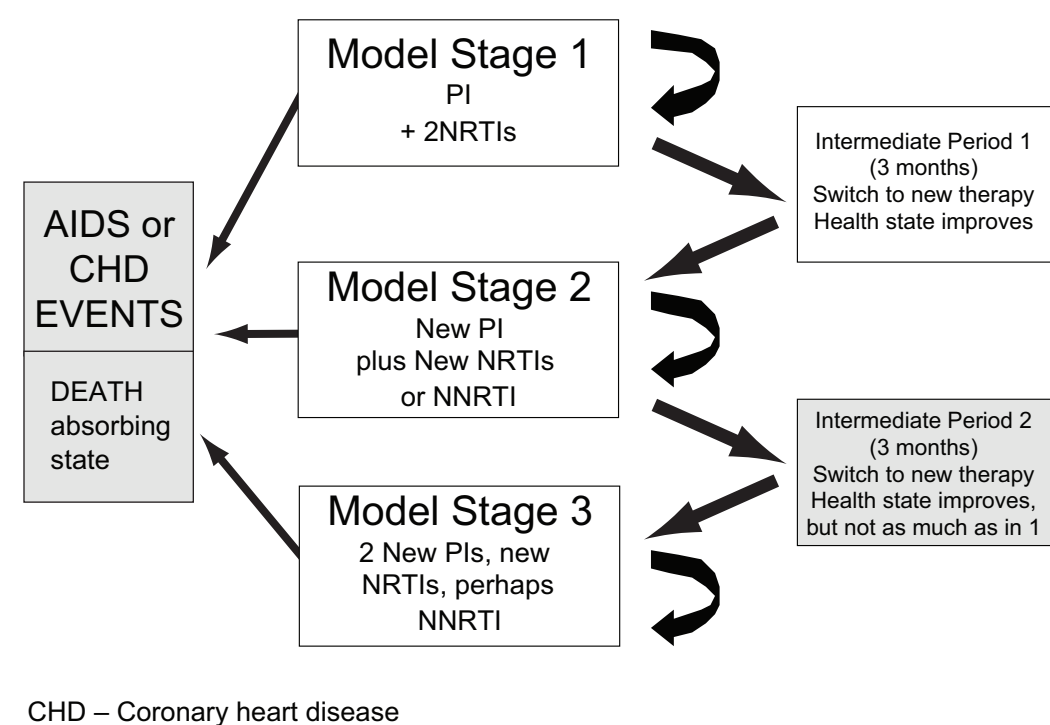 Model Stage 1
PI
+ 2NRTIs
Intermediate Period 1
(3 months)
Switch to new therapy
Health state improves
AIDS or
CHD
EVENTS
DEATH
absorbing
state
Model Stage 2
New PI
plus New NRTIs
or NNRTI
Intermediate Period 2
(3 months)
Switch to new therapy
Health state improves,
but not as much as in 1
Model Stage 3
2 New PIs, new
NRTIs, perhaps
NNRTI
CHD – Coronary heart disease